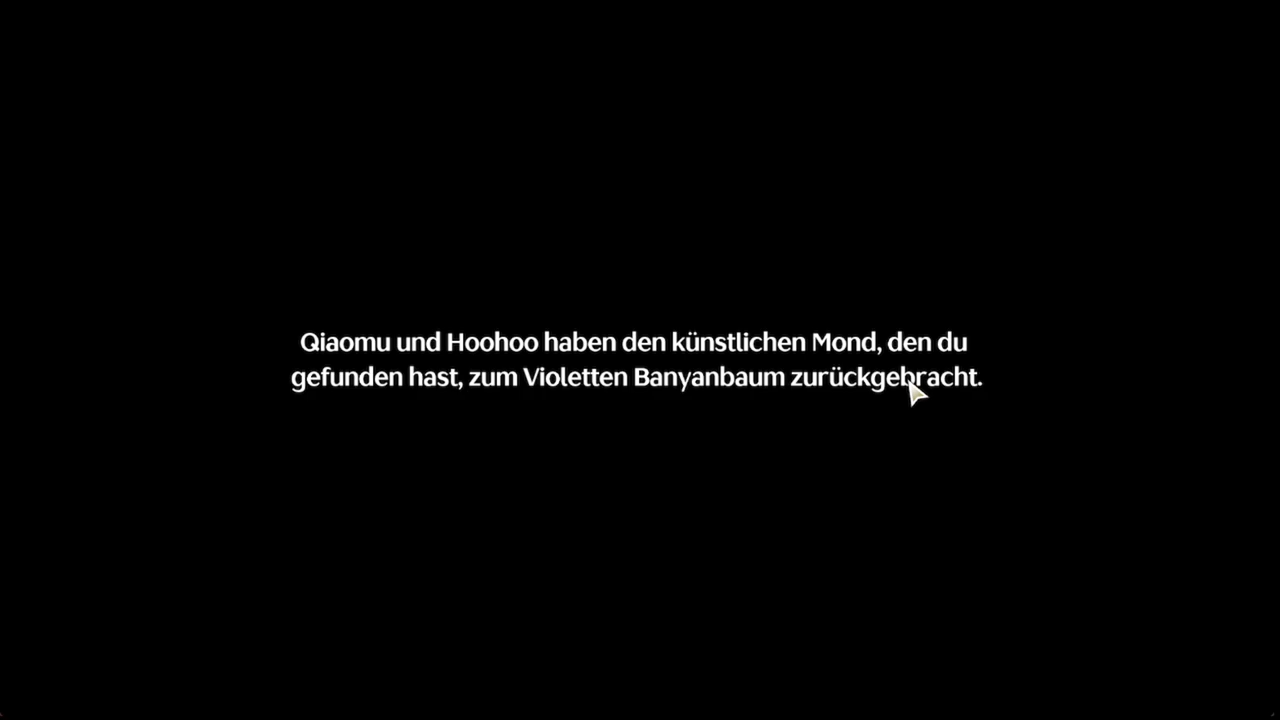 Qiaomu und Hoohoo haben den künstlichen Mond, den du
gefunden hast, zum Violetten Banyanbaum zurückgebracht.